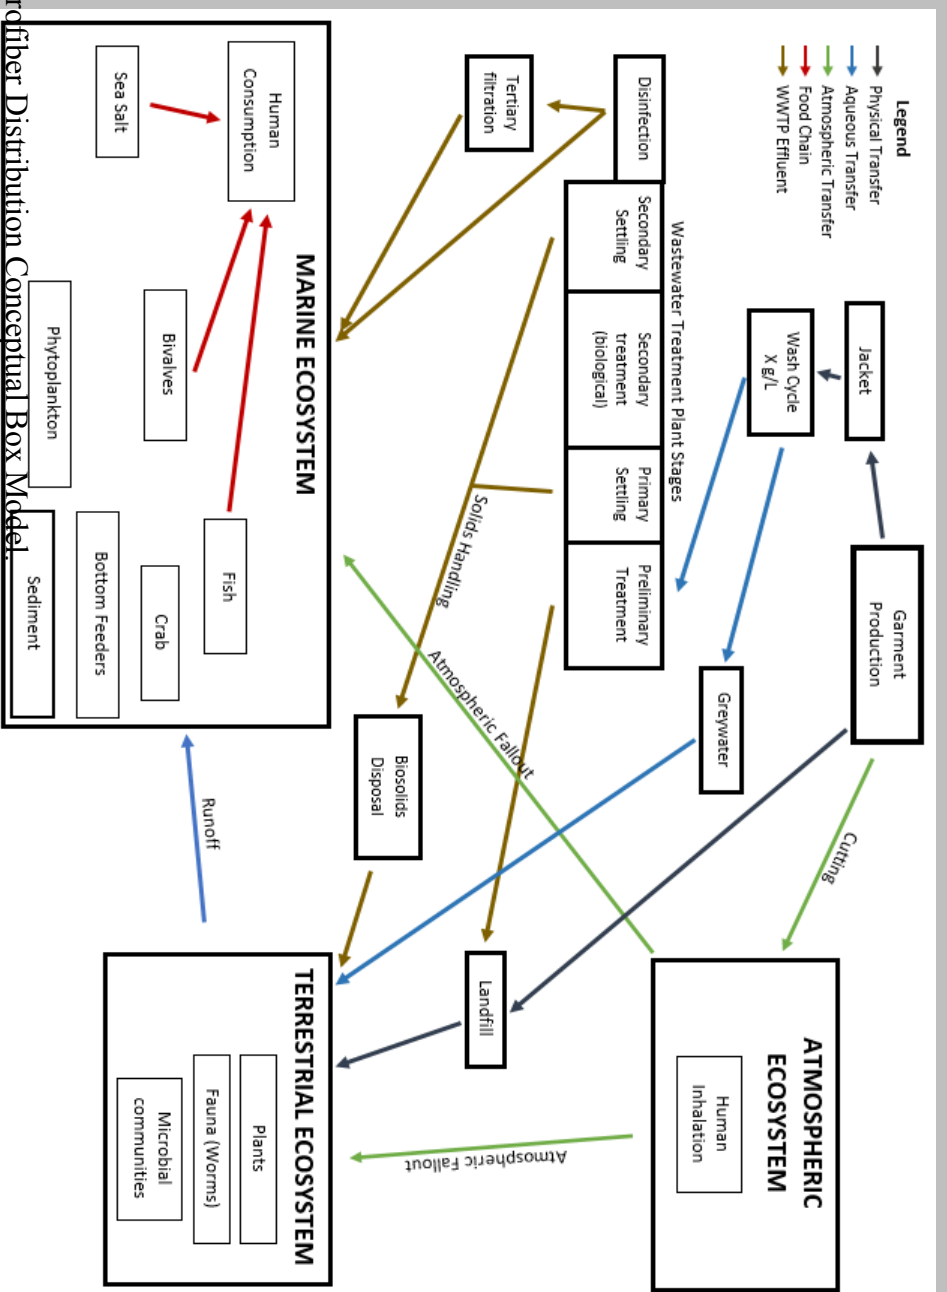 Legend
Physical Transfer
Aqueous Transfer
Atmospheric Transfer
Food Chain
WWTP Effluent
Jacket
Garment
Production
Wash Cycle
X g/L
Greywater
Cutting
ATMOSPHERIC
ECOSYSTEM
Human
Inhalation
Wastewater Treatment Plant Stages
Disinfection
Secondary
Settling
Secondary
treatment
(biological)
Primary
Settling
Preliminary
Treatment
Tertiary
filtration
Solids Handling
Atmospheric Fallout
Biosolids
Disposal
Landfill
Atmospheric Fallout
MARINE ECOSYSTEM
Human
Consumption
Sea Salt
Bivalves
Phytoplankton
Fish
Crab
Bottom Feeders
Sediment
Runoff
TERRESTRIAL ECOSYSTEM
Plants
Fauna (Worms)
Microbial
communities
rofiber Distribution Conceptual Box Model.